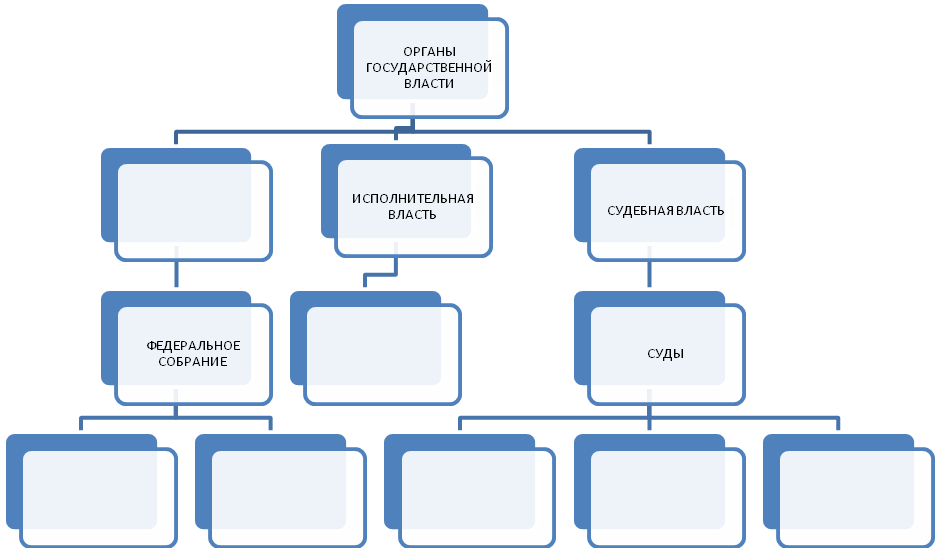 ОРГАНЫ
ГОСУДАРСТВЕННОЙ
ВЛАСТИ
ИСПОЛНИТЕЛЬНАЯ
ВЛАСТЬ
СУДЕБНАЯ ВЛАСТЬ
ФЕДЕРАЛЬНОЕ
СОБРАНИЕ
СУДЫ